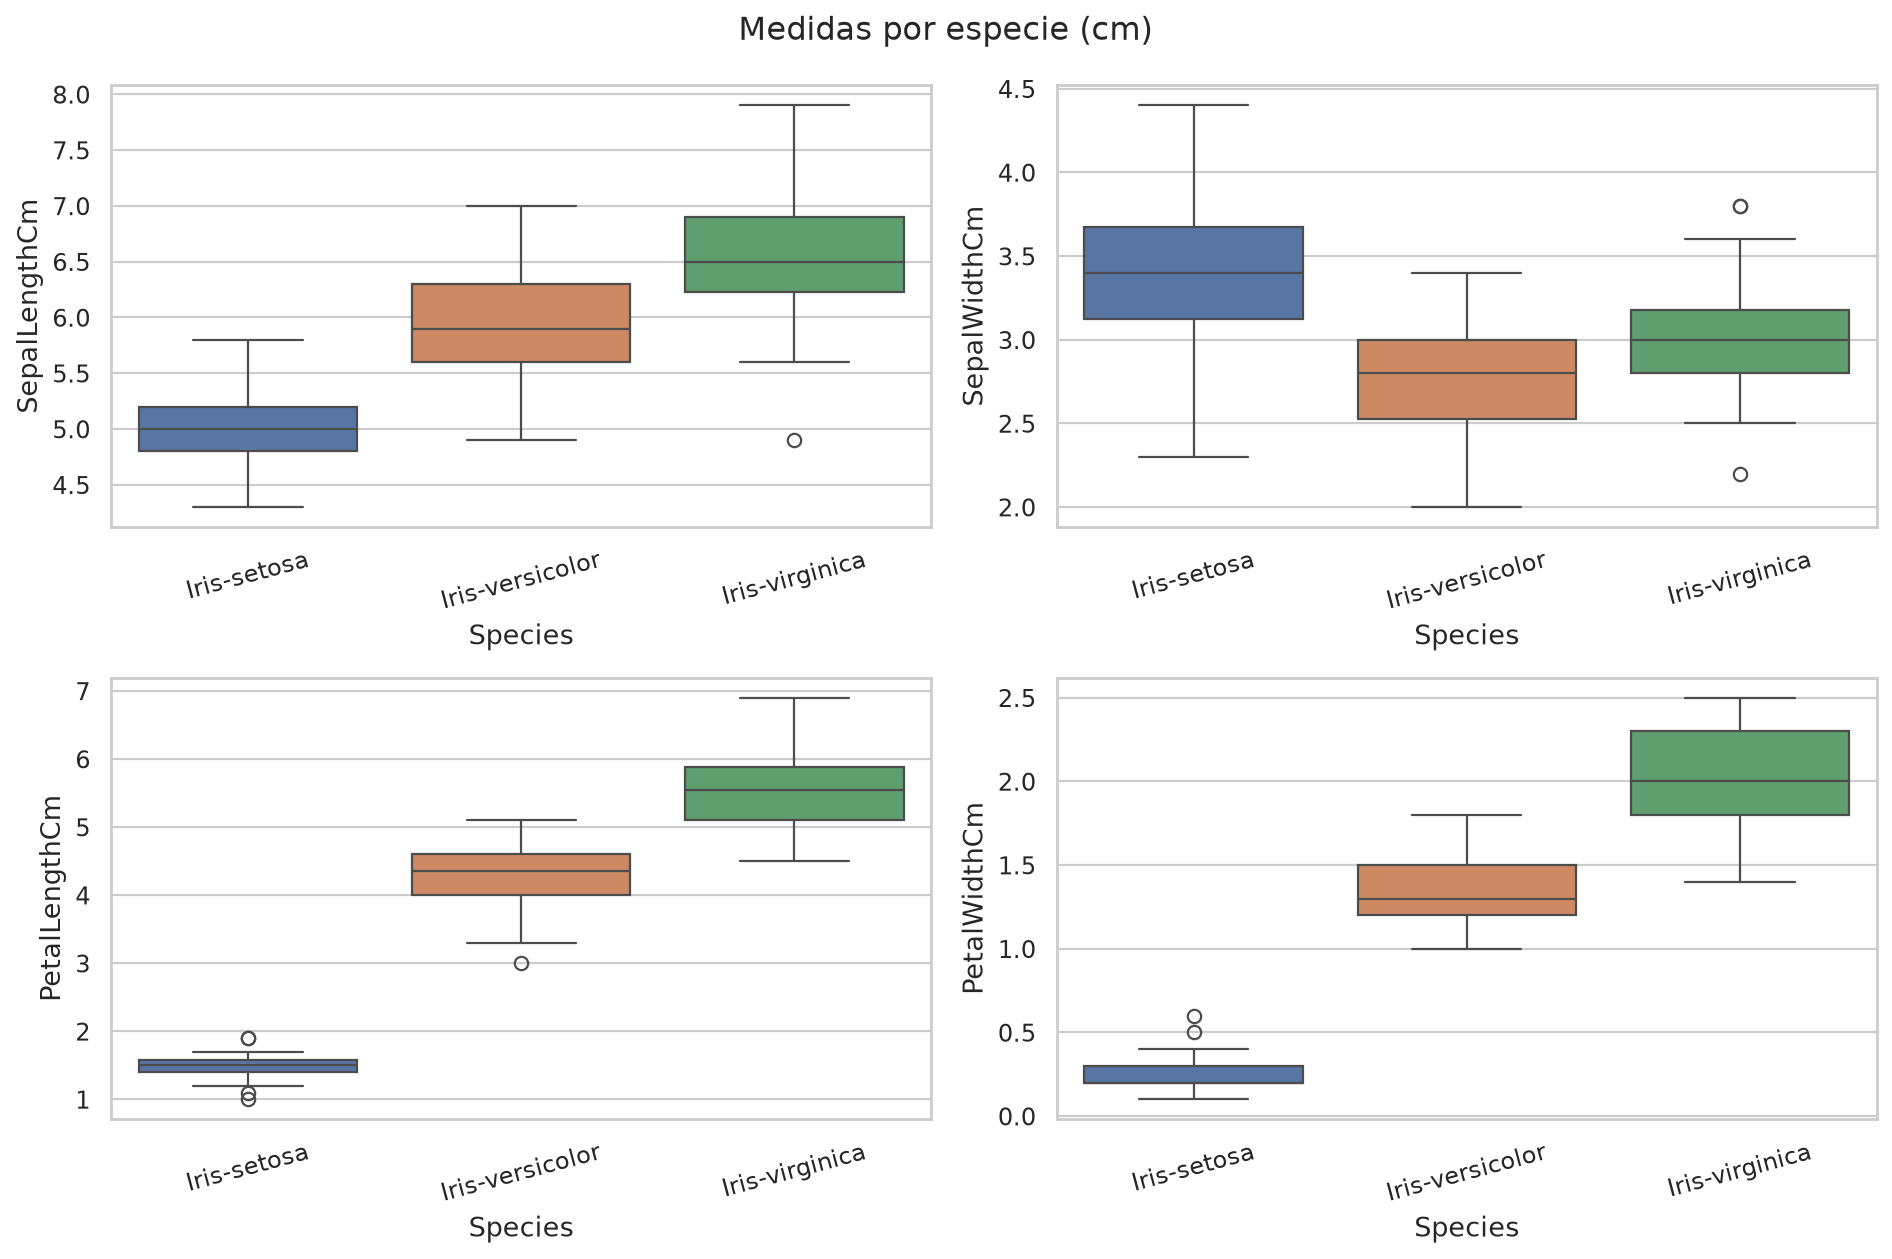 Medidas por especie (cm)
SepalLengthCm
8.0
7.5
7.0
6.5
6.0
5.5
5.0
4.5
Iris-setosa
Iris-versicolor
Iris-virginica
Species
SepalWidthCm
4.5
4.0
3.5
3.0
2.5
2.0
Iris-setosa
Iris-versicolor
Iris-virginica
Species
PetalLengthCm
7
6
5
4
3
2
1
Iris-setosa
Iris-versicolor
Iris-virginica
Species
PetalWidthCm
2.5
2.0
1.5
1.0
0.5
0.0
Iris-setosa
Iris-versicolor
Iris-virginica
Species